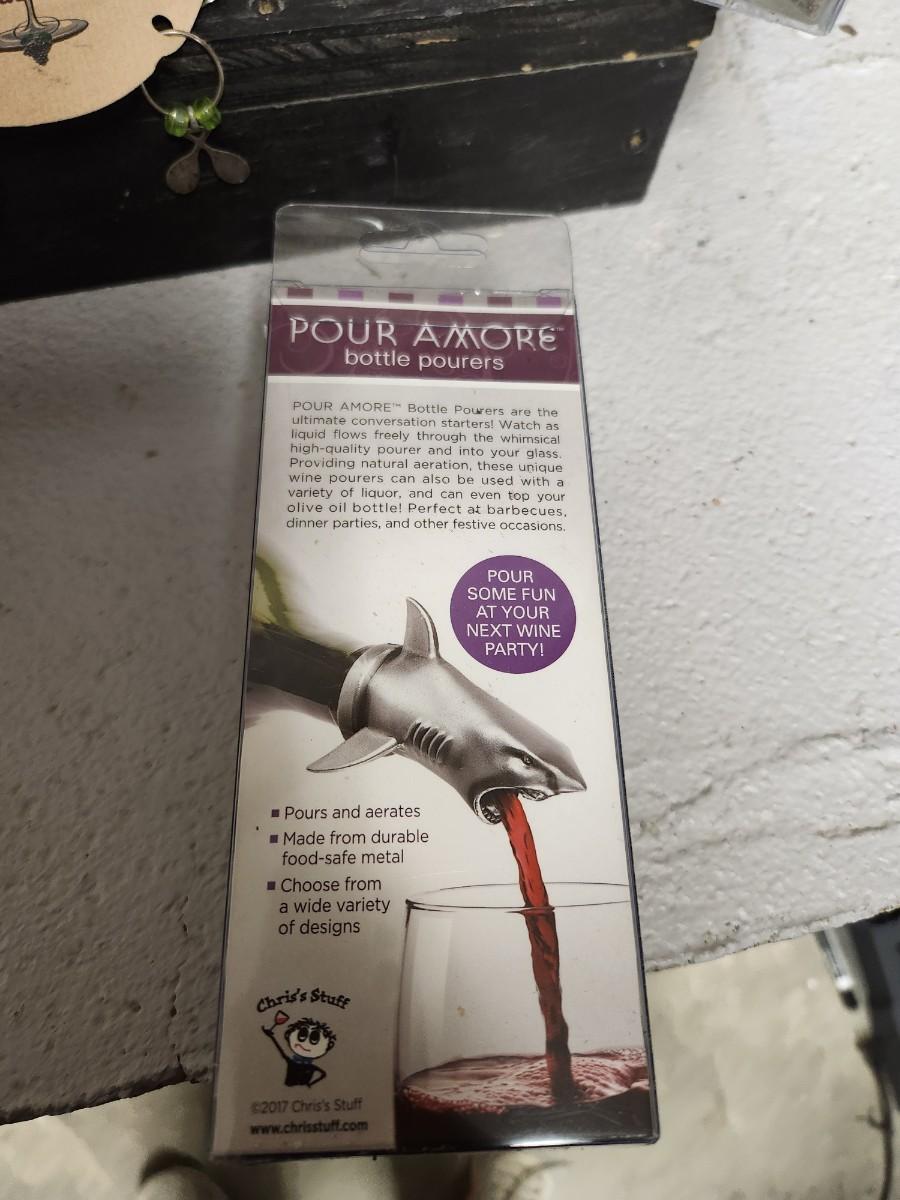 POUR AMORE™
bottle pourers
POUR AMORE™ Bottle Pourers are the
ultimate conversation starters! Watch as
liquid flows freely through the whimsical
high-quality pourer and into your glass.
Providing natural aeration, these unique
wine pourers can also be used with a
variety of liquor, and can even top your
olive oil bottle! Perfect at barbecues,
dinner parties, and other festive occasions.
POUR
SOME FUN
AT YOUR
NEXT WINE
PARTY!
■ Pours and aerates
■ Made from durable
food-safe metal
■ Choose from
a wide variety
of designs
Chris's Stuff
©2017 Chris's Stuff
www.chrisstuff.com